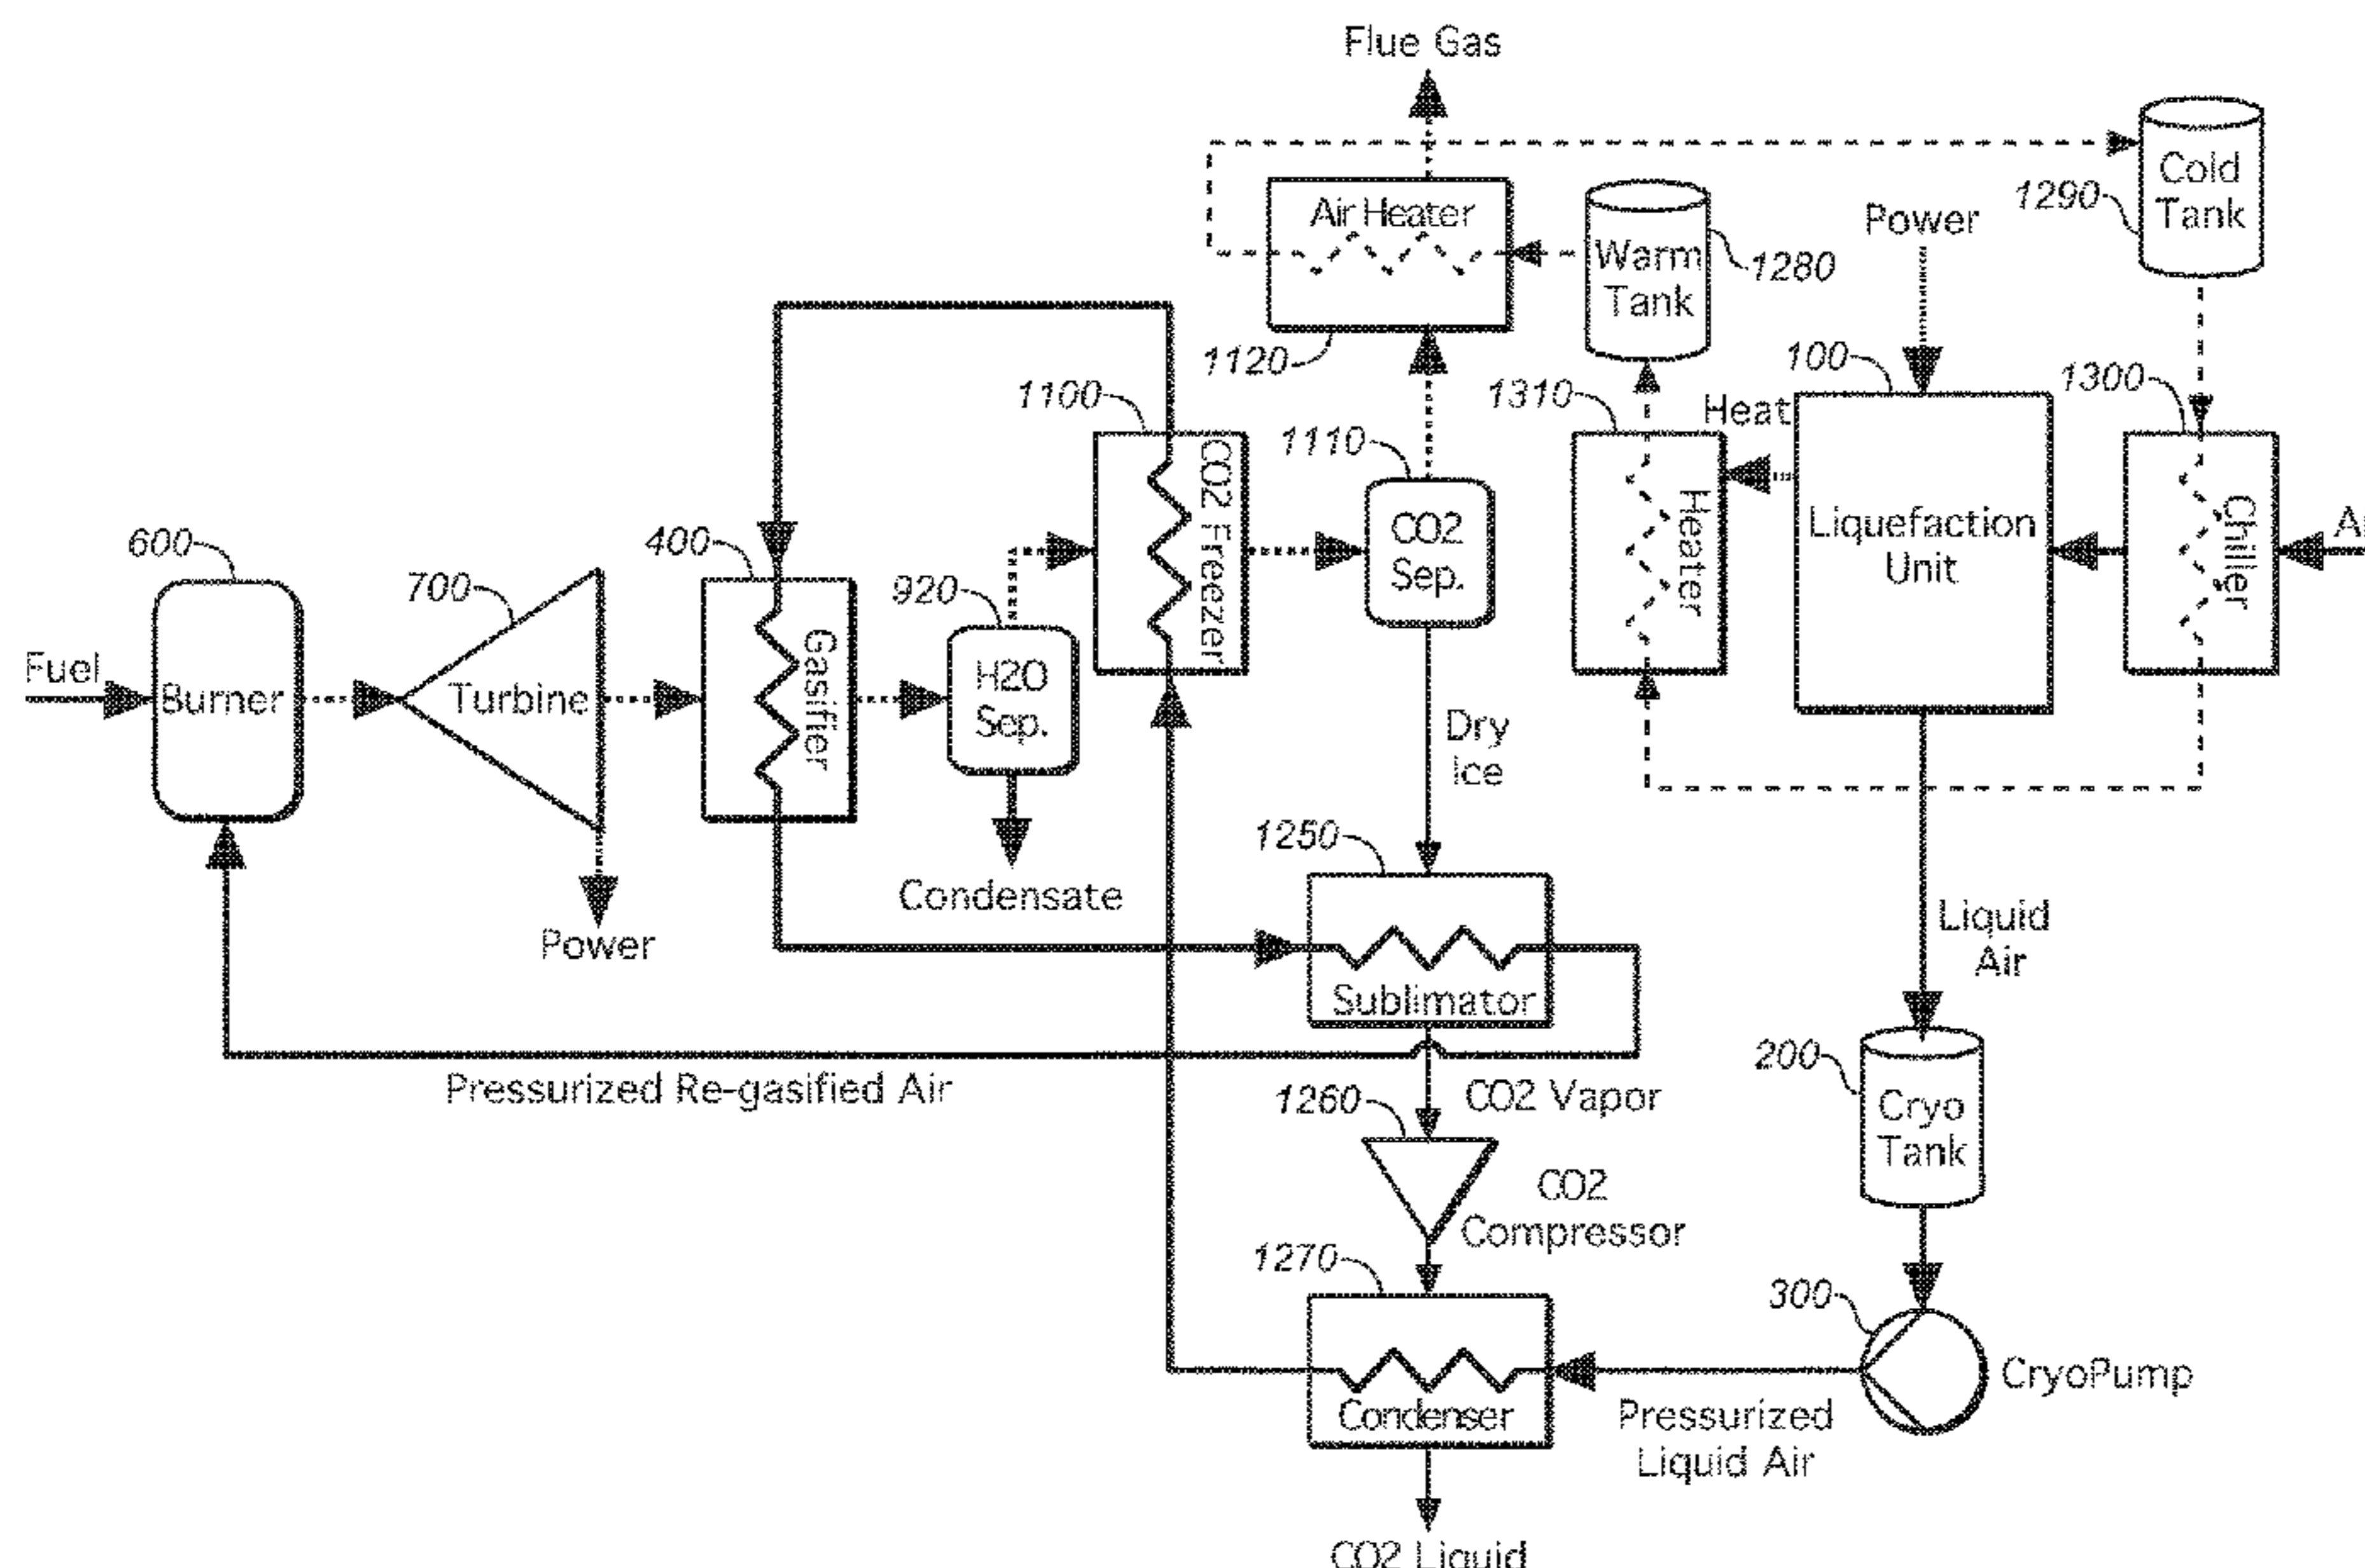 Flue Gas
Cold
Tank
1290
Air Heater
Warm
Tank
1280
Power
1120
1100
1310
Heat
100
1300
1110
CO2 Freezer
CO2
Sep.
Heater
Liquefaction
Unit
Chiller
600
700
400
920
Fuel
Burner
Turbine
Gasifier
H2O
Sep.
Dry
Ice
1250
Condensate
Power
Liquid
Air
Sublimator
Pressurized Re-gasified Air
1260
CO2 Vapor
200
Cryo
Tank
CO2
Compressor
1270
300
CryoPump
Condenser
Pressurized
Liquid Air
CO2 Liquid